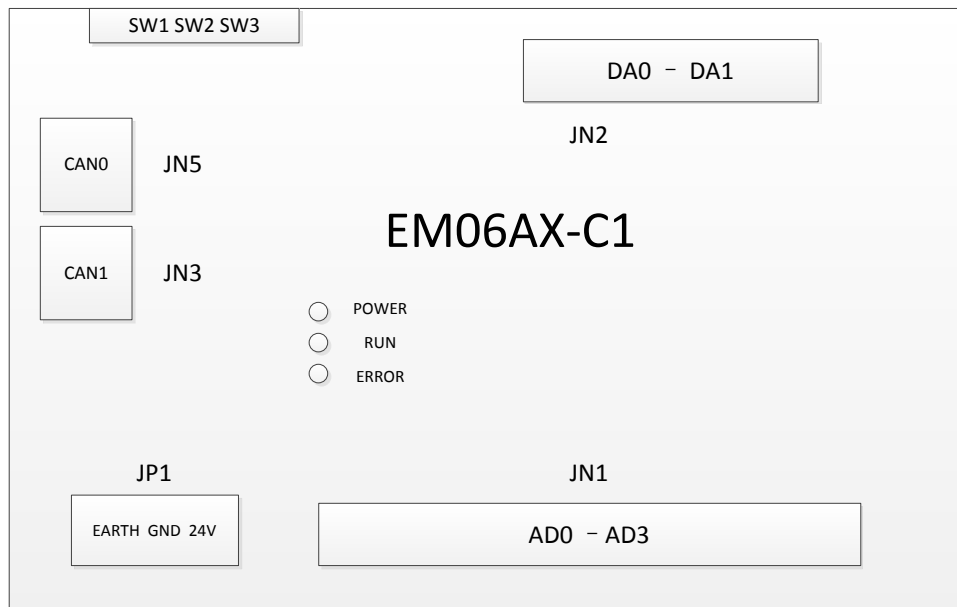 SW1 SW2 SW3
DA0 – DA1
JN2
CAN0 JN5
EM06AX-C1
CAN1 JN3
POWER
RUN
ERROR
JP1
JN1
EARTH GND 24V
AD0 – AD3